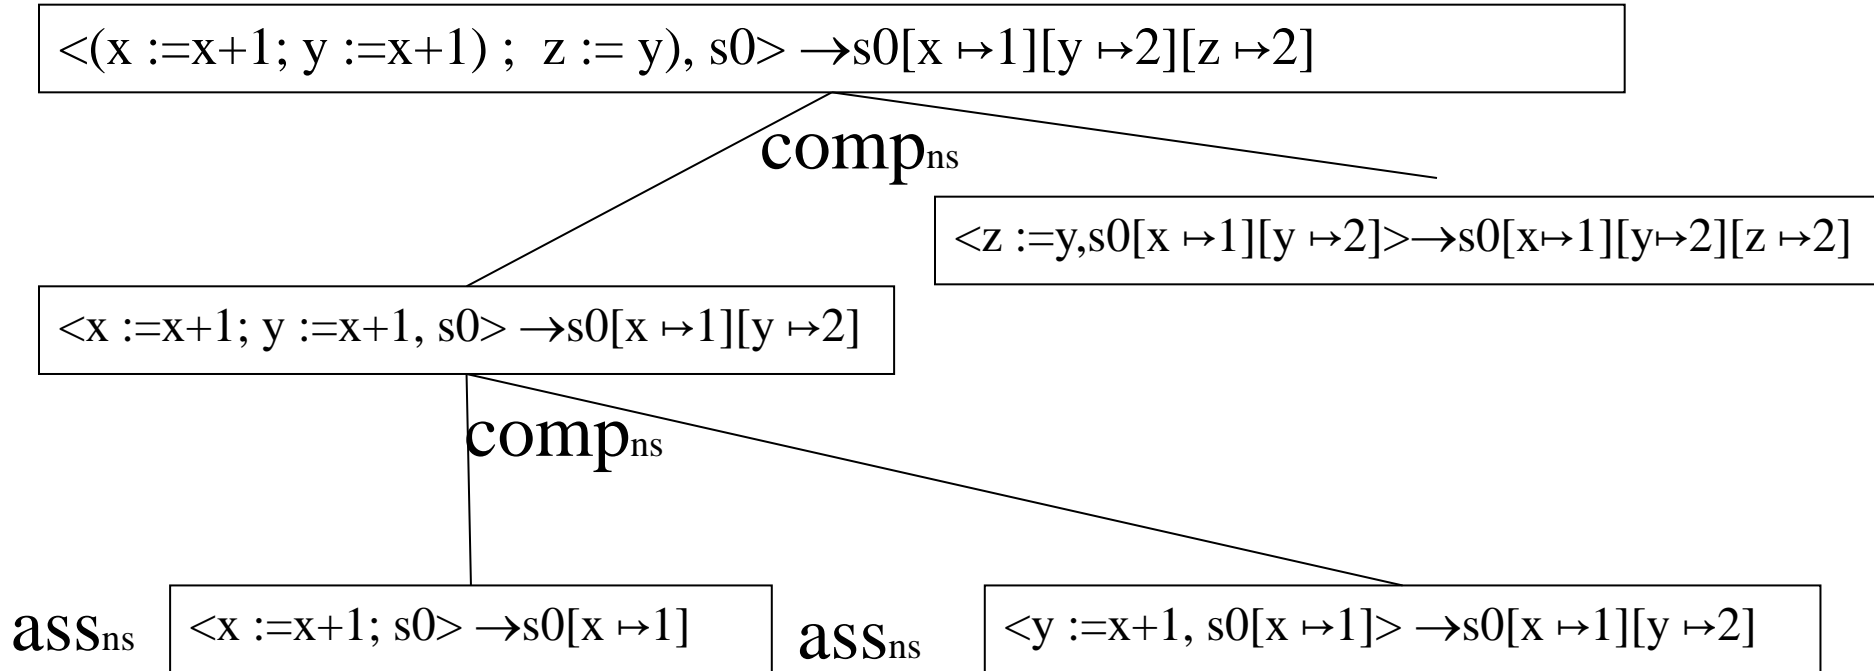 <(x :=x+1; y :=x+1) ;  z := y), s0> →s0[x ↦1][y ↦2][z ↦2]
compns
<z :=y,s0[x ↦1][y ↦2]>→s0[x↦1][y↦2][z ↦2]
<x :=x+1; y :=x+1, s0> →s0[x ↦1][y ↦2]
compns
assns
<x :=x+1; s0> →s0[x ↦1]
assns
<y :=x+1, s0[x ↦1]> →s0[x ↦1][y ↦2]